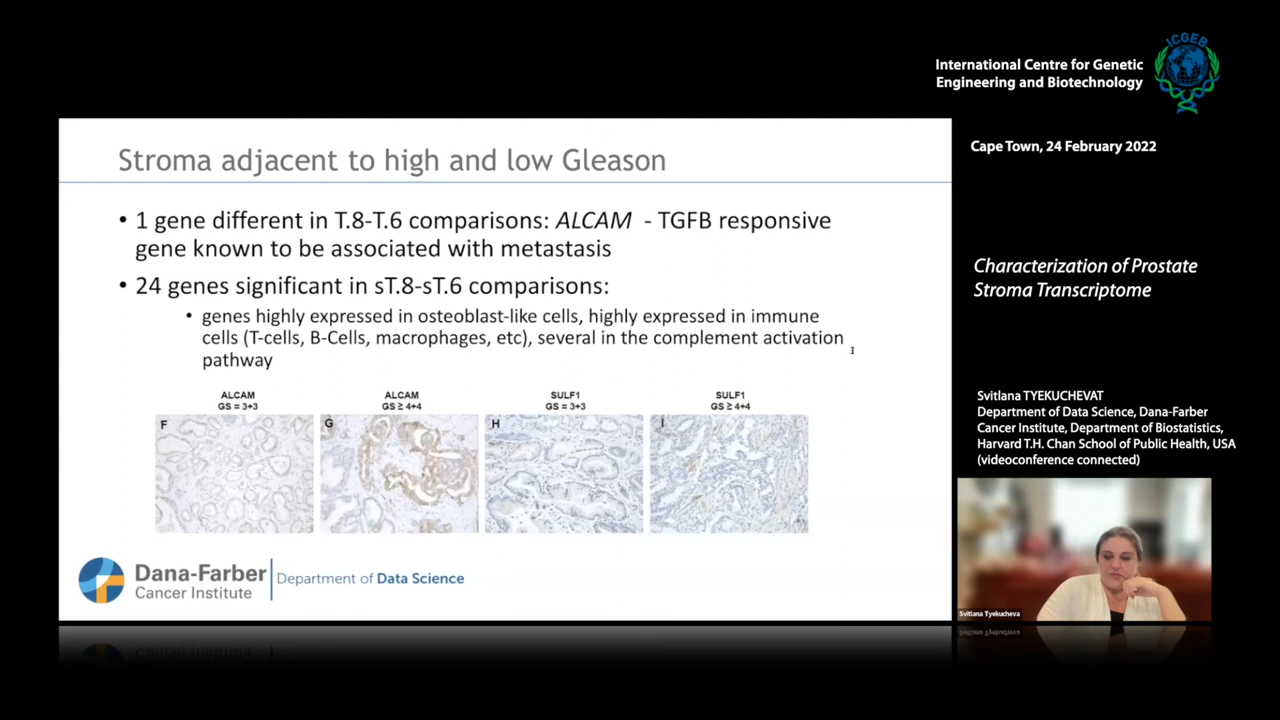 International Centre for Genetic
Engineering and Biotechnology
ICGEB
Cape Town, 24 February 2022
Stroma adjacent to high and low Gleason
• 1 gene different in T.8-T.6 comparisons: ALCAM - TGFB responsive
gene known to be associated with metastasis
• 24 genes significant in sT.8-sT.6 comparisons:
• genes highly expressed in osteoblast-like cells, highly expressed in immune
cells (T-cells, B-Cells, macrophages, etc), several in the complement activation
pathway
ALCAM
GS = 3+3
ALCAM
GS ≥ 4+4
SULF1
GS = 3+3
SULF1
GS ≥ 4+4
F
G
H
I
Dana-Farber
Cancer Institute
Department of Data Science
Characterization of Prostate
Stroma Transcriptome
Svitlana TYEKUCHEVAT
Department of Data Science, Dana-Farber
Cancer Institute, Department of Biostatistics,
Harvard T.H. Chan School of Public Health, USA
(videoconference connected)
Svitlana Tyekucheva